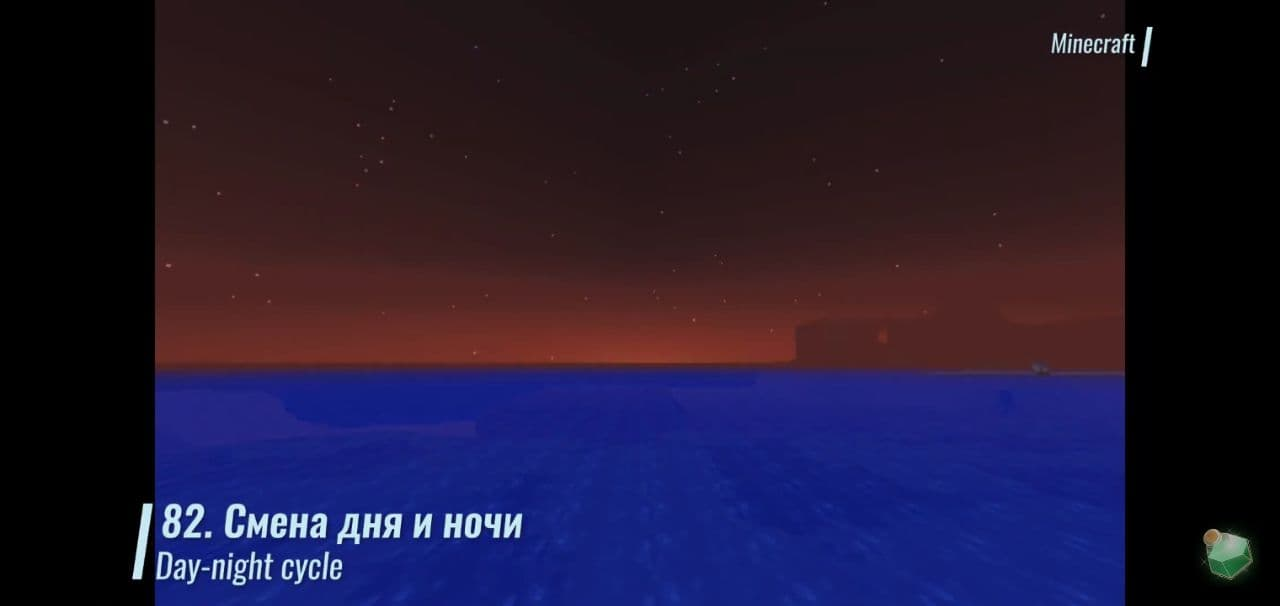 Minecraft
82. Смена дня и ночи
Day-night cycle